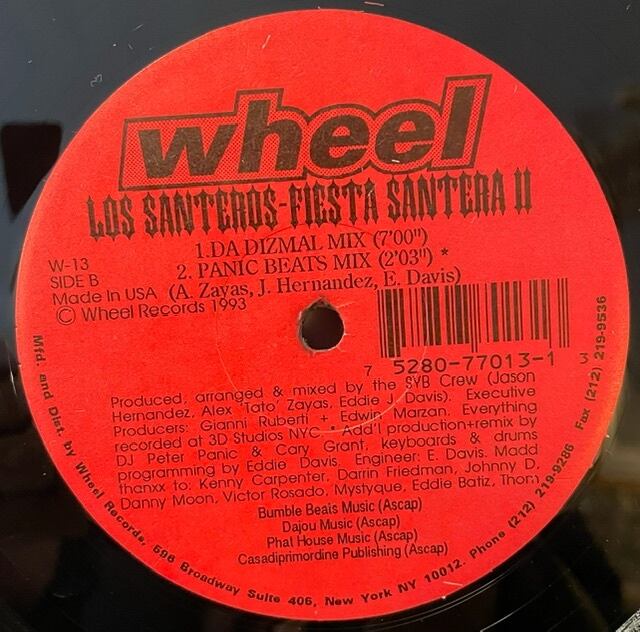 wheel
LOS SANTEROS-FIESTA SANTERA II
1.DA DIZMAL MIX (7'00")
2. PANIC BEATS MIX (2'03") *
(A. Zayas, J. Hernandez, E. Davis)
W-13
SIDE B
Made In USA
© Wheel Records 1993
7 5280-77013-1 3
Produced, arranged & mixed by the SVB Crew (Jason
Hernandez, Alex 'Tato' Zayas, Eddie J. Davis). Executive
Producers: Gianni Ruberti + Edwin Marzan. Everything
recorded at 3D Studios NYC. * Add'l production+remix by
DJ Peter Panic & Cary Grant, keyboards & drums
programming by Eddie Davis. Engineer: E. Davis. Madd
thanxx to: Kenny Carpenter, Darrin Friedman, Johnny D.
Danny Moon, Victor Rosado, Mystyque, Eddie Batiz, Thom
Bumble Beats Music (Ascap)
Dajou Music (Ascap)
Phat House Music (Ascap)
Casadiprimordine Publishing (Ascap)
Mfd. and Dist. by Wheel Records, 596 Broadway Suite 406, New York NY 10012. Phone (212) 219-9286 Fax (212) 219-9536